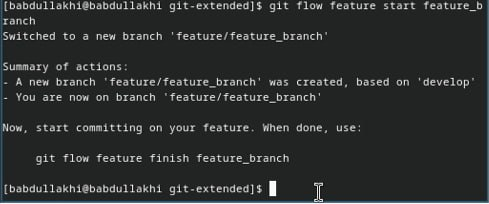 [babdullakhi@babdullakhi git-extended]$ git flow feature start feature_b
ranch
Switched to a new branch 'feature/feature_branch'

Summary of actions:
- A new branch 'feature/feature_branch' was created, based on 'develop'
- You are now on branch 'feature/feature_branch'

Now, start committing on your feature. When done, use:

     git flow feature finish feature_branch

[babdullakhi@babdullakhi git-extended]$